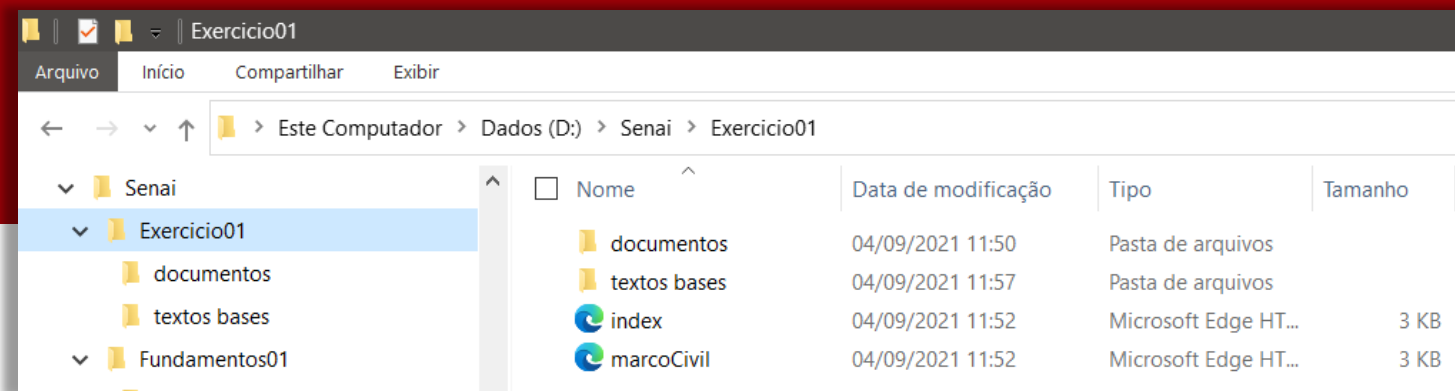 Exercicio01
Arquivo Início Compartilhar Exibir
Este Computador > Dados (D:) > Senai > Exercicio01
Senai
Exercicio01
documentos
textos bases
Fundamentos01
Nome Data de modificação Tipo Tamanho
documentos 04/09/2021 11:50 Pasta de arquivos
textos bases 04/09/2021 11:57 Pasta de arquivos
index 04/09/2021 11:52 Microsoft Edge HT... 3 KB
marcoCivil 04/09/2021 11:52 Microsoft Edge HT... 3 KB